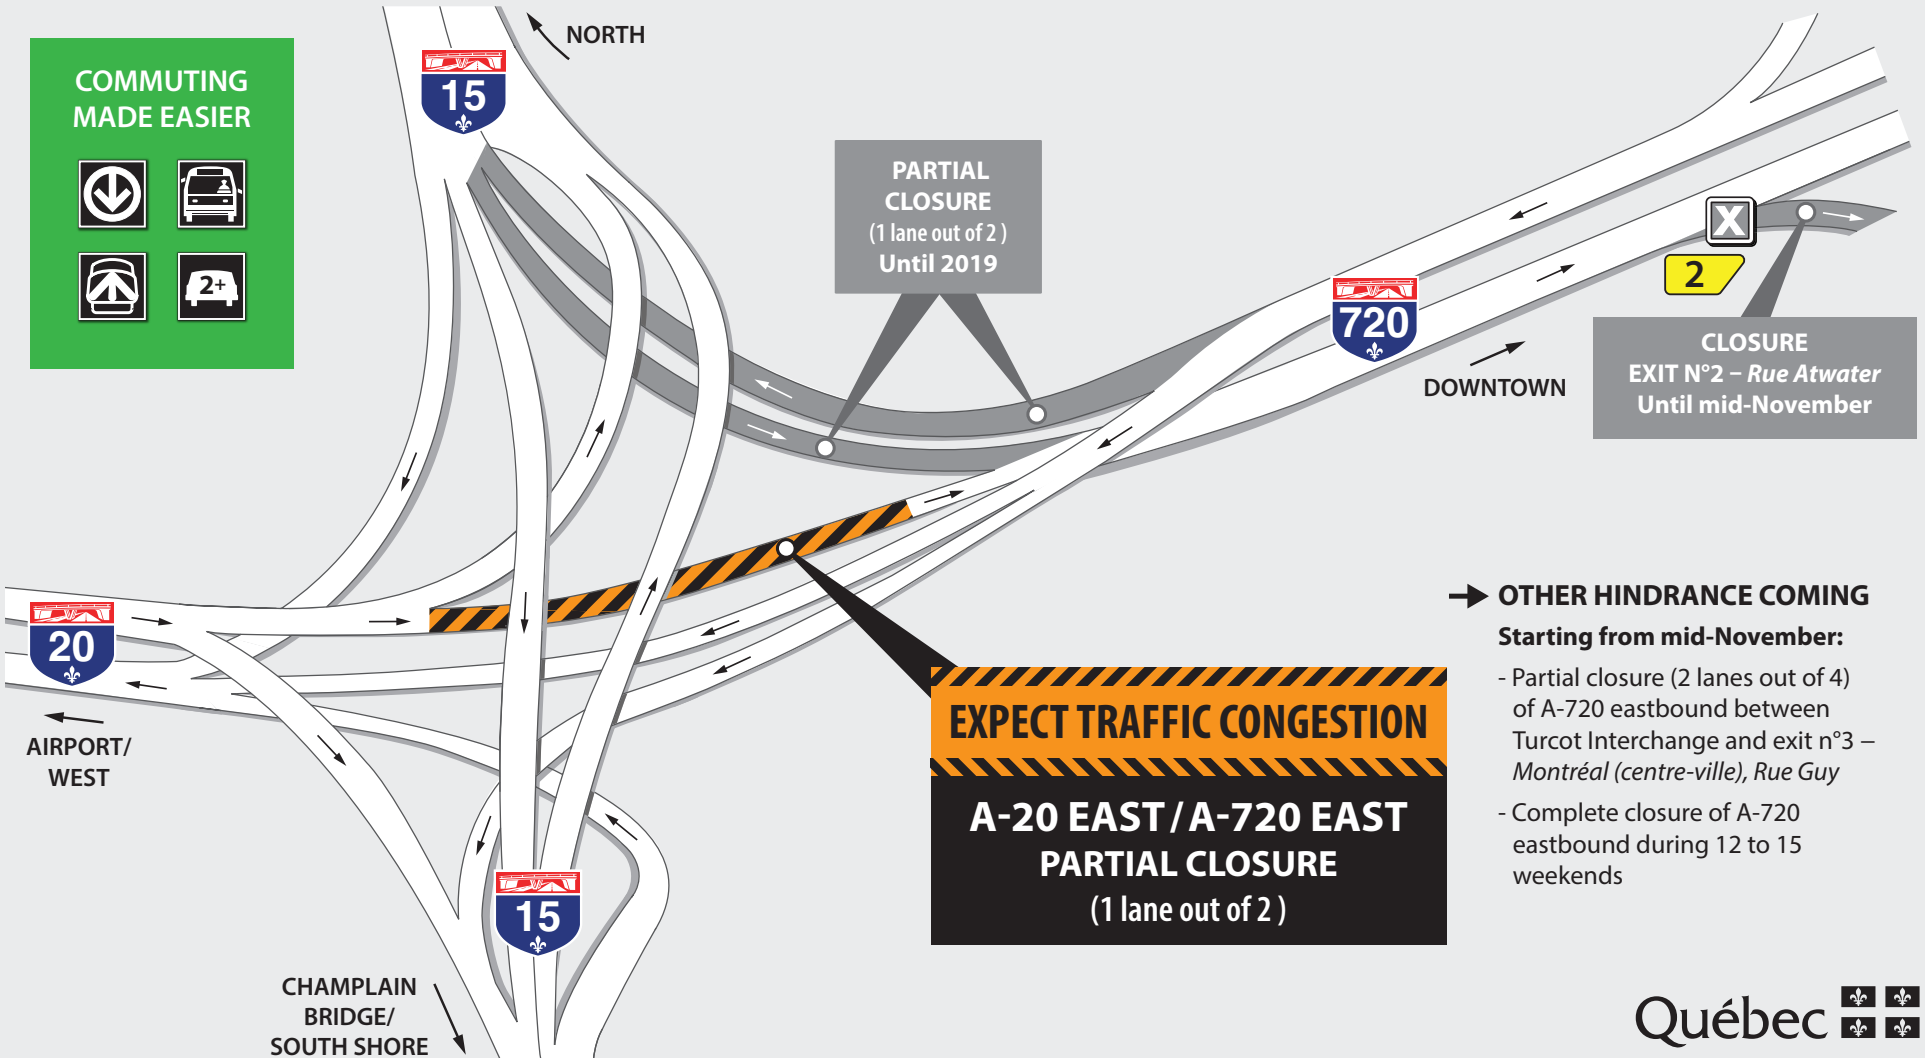 COMMUTING
MADE EASIER
2+
NORTH
15
PARTIAL
CLOSURE
(1 lane out of 2 )
Until 2019
720
DOWNTOWN
X
2
CLOSURE
EXIT N°2 – Rue Atwater
Until mid-November
20
AIRPORT/
WEST
EXPECT TRAFFIC CONGESTION
A-20 EAST / A-720 EAST
PARTIAL CLOSURE
(1 lane out of 2 )
OTHER HINDRANCE COMING
Starting from mid-November:
- Partial closure (2 lanes out of 4)
of A-720 eastbound between
Turcot Interchange and exit n°3 –
Montréal (centre-ville), Rue Guy
- Complete closure of A-720
eastbound during 12 to 15
weekends
15
CHAMPLAIN
BRIDGE/
SOUTH SHORE
Québec